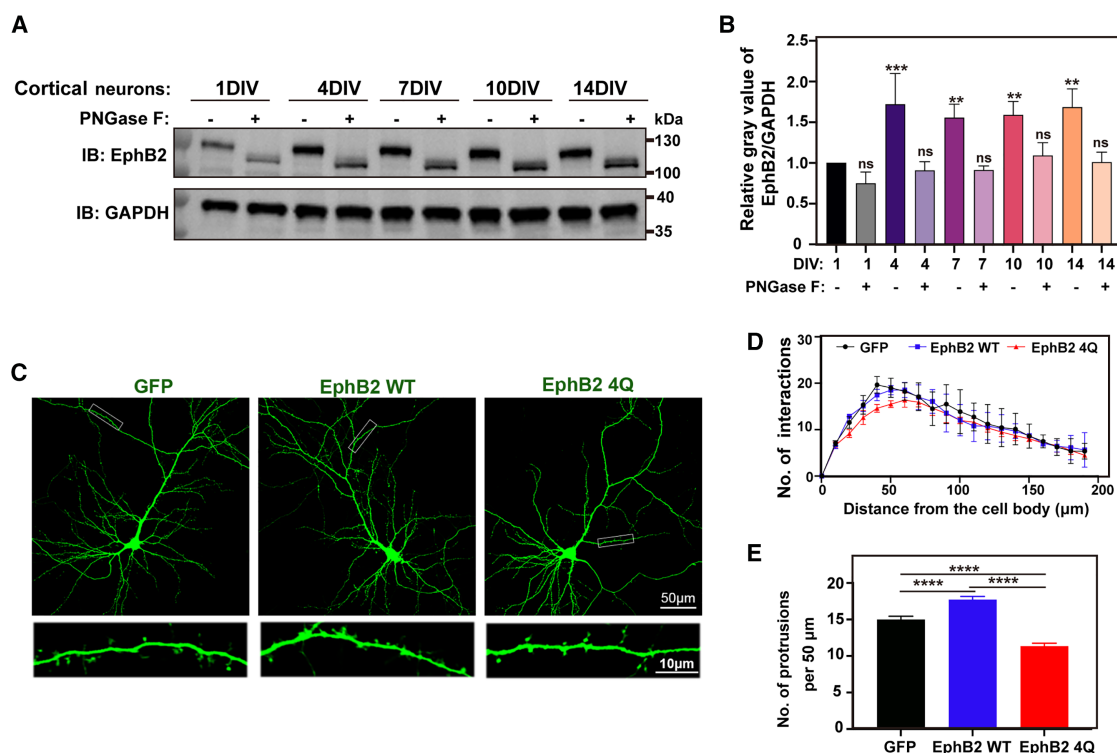 A
Cortical neurons: 1DIV 4DIV 7DIV 10DIV 14DIV
PNGase F: - + - + - + - + - + kDa
IB: EphB2
130
100
IB: GAPDH
40
35
B
Relative gray value of
EphB2/GAPDH
2.5
2.0
1.5
1.0
0.5
0
ns *** ns ** ns ** ns ** ns
DIV: 1 1 4 4 7 7 10 10 14 14
PNGase F: - + - + - + - + - +
C
GFP EphB2 WT EphB2 4Q
50µm
10µm
D
No. of interactions
30
20
10
0
GFP EphB2 WT EphB2 4Q
0 50 100 150 200
Distance from the cell body (µm)
E
No. of protrusions
per 50 µm
20
15
10
5
0
****
**** ****
GFP EphB2 WT EphB2 4Q